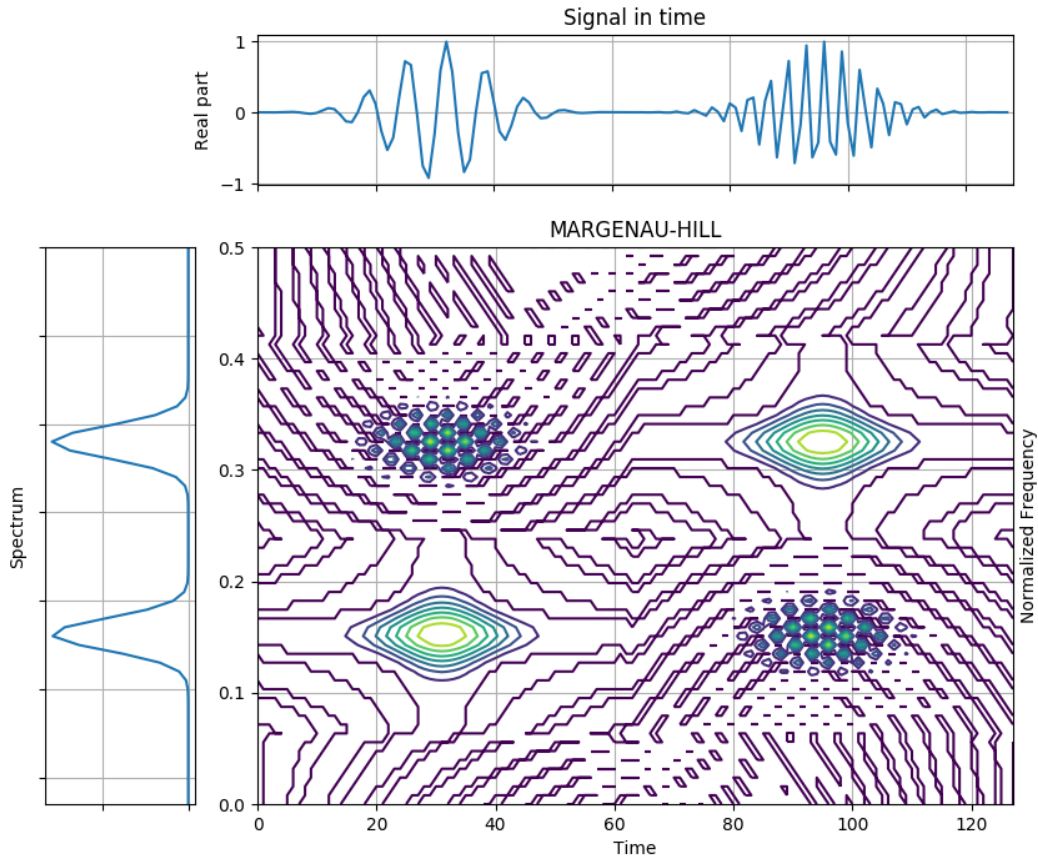 Signal in time
Real part
1
0
−1
MARGENAU-HILL
Spectrum
0.5
0.4
0.3
0.2
0.1
0.0
Normalized Frequency
0 20 40 60 80 100 120
Time